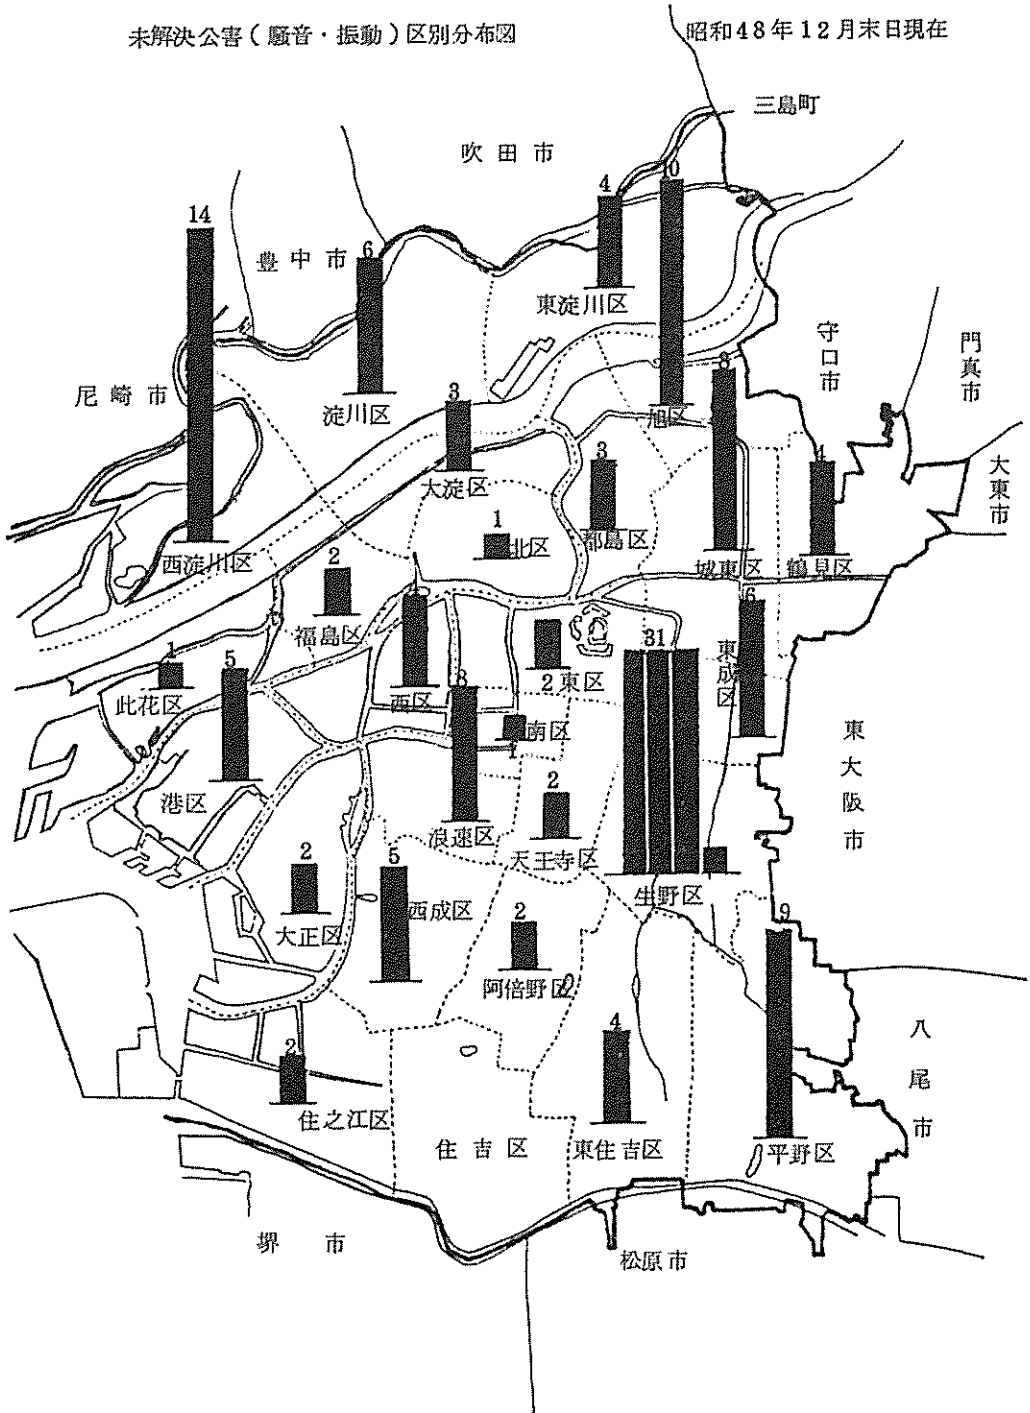 未解決公害(騒音・振動)区別分布図
昭和48年12月末日現在
三島町
吹田市
4
10
14
豊中市
6
東淀川区
守口市
門真市
尼崎市
淀川区
3
旭区
8
大東市
大淀区
3
4
1
北区
都島区
西淀川区
2
城東区
鶴見区
福島区
4
6
1
5
31
東成区
此花区
西区
2
東区
南区
1
東大阪市
港区
2
浪速区
天王寺区
2
5
生野区
西成区
大正区
2
9
阿倍野区
2
4
八尾市
住之江区
住吉区
東住吉区
平野区
堺市
松原市